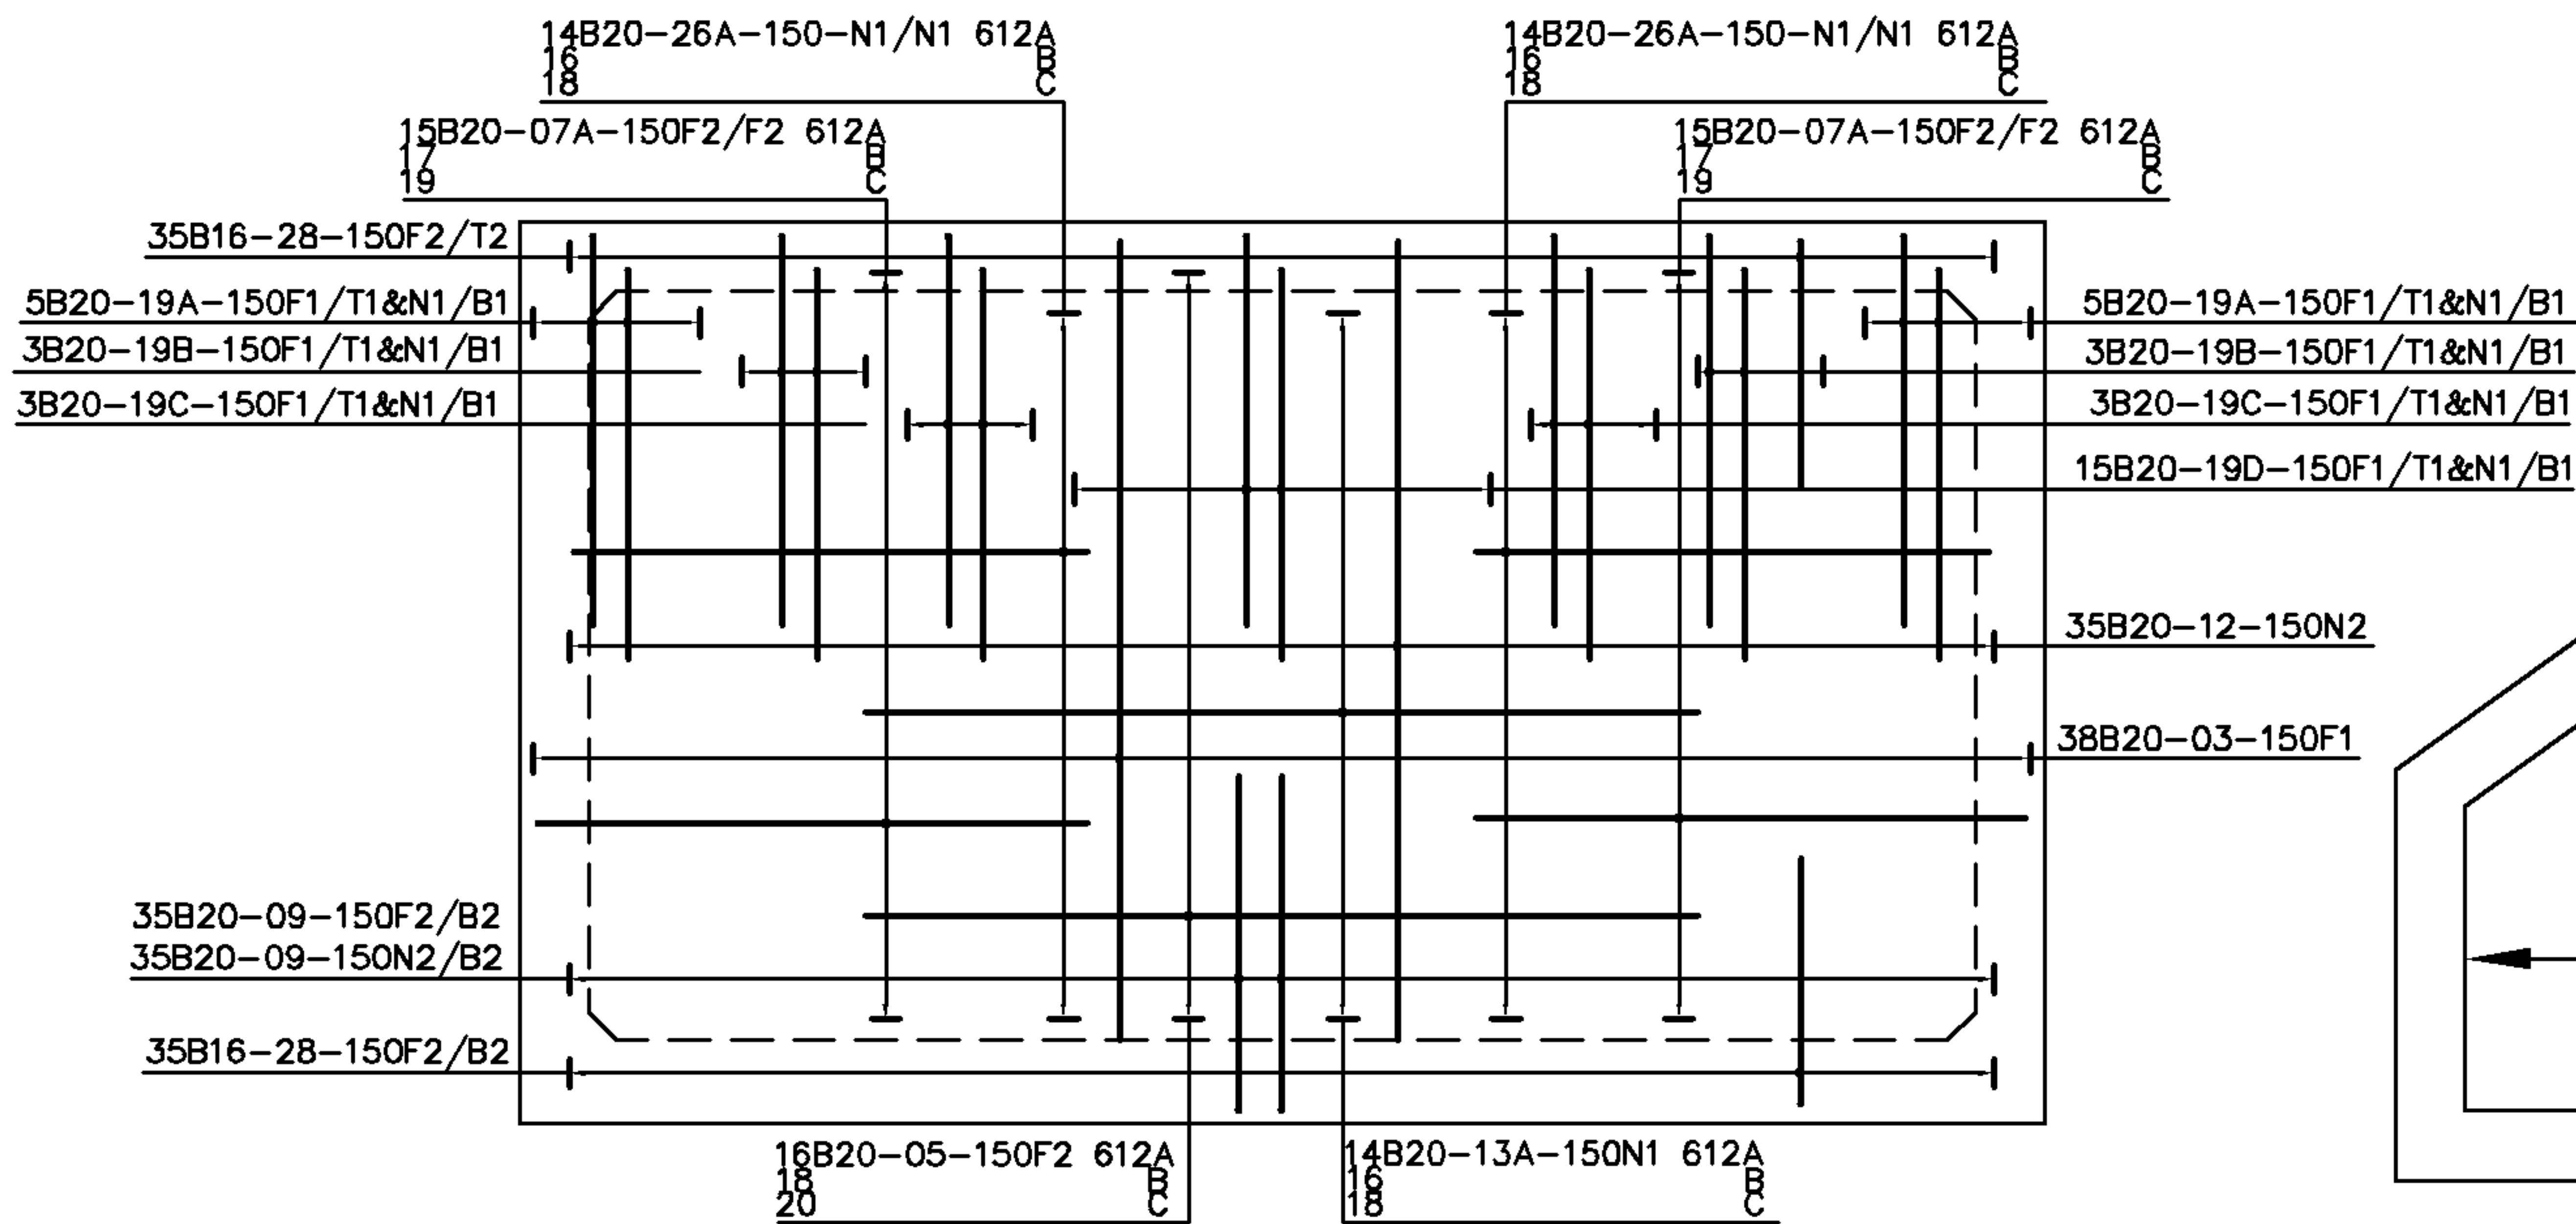 14B20-26A-150-N1/N1 612A
16 B
18 C
14B20-26A-150-N1/N1 612A
16 B
18 C
15B20-07A-150F2/F2 612A
17 B
19 C
15B20-07A-150F2/F2 612A
17 B
19 C
35B16-28-150F2/T2
5B20-19A-150F1/T1&N1/B1
3B20-19B-150F1/T1&N1/B1
3B20-19C-150F1/T1&N1/B1
5B20-19A-150F1/T1&N1/B1
3B20-19B-150F1/T1&N1/B1
3B20-19C-150F1/T1&N1/B1
15B20-19D-150F1/T1&N1/B1
35B20-12-150N2
38B20-03-150F1
35B20-09-150F2/B2
35B20-09-150N2/B2
35B16-28-150F2/B2
16B20-05-150F2 612A
18 B
20 C
14B20-13A-150N1 612A
16 B
18 C